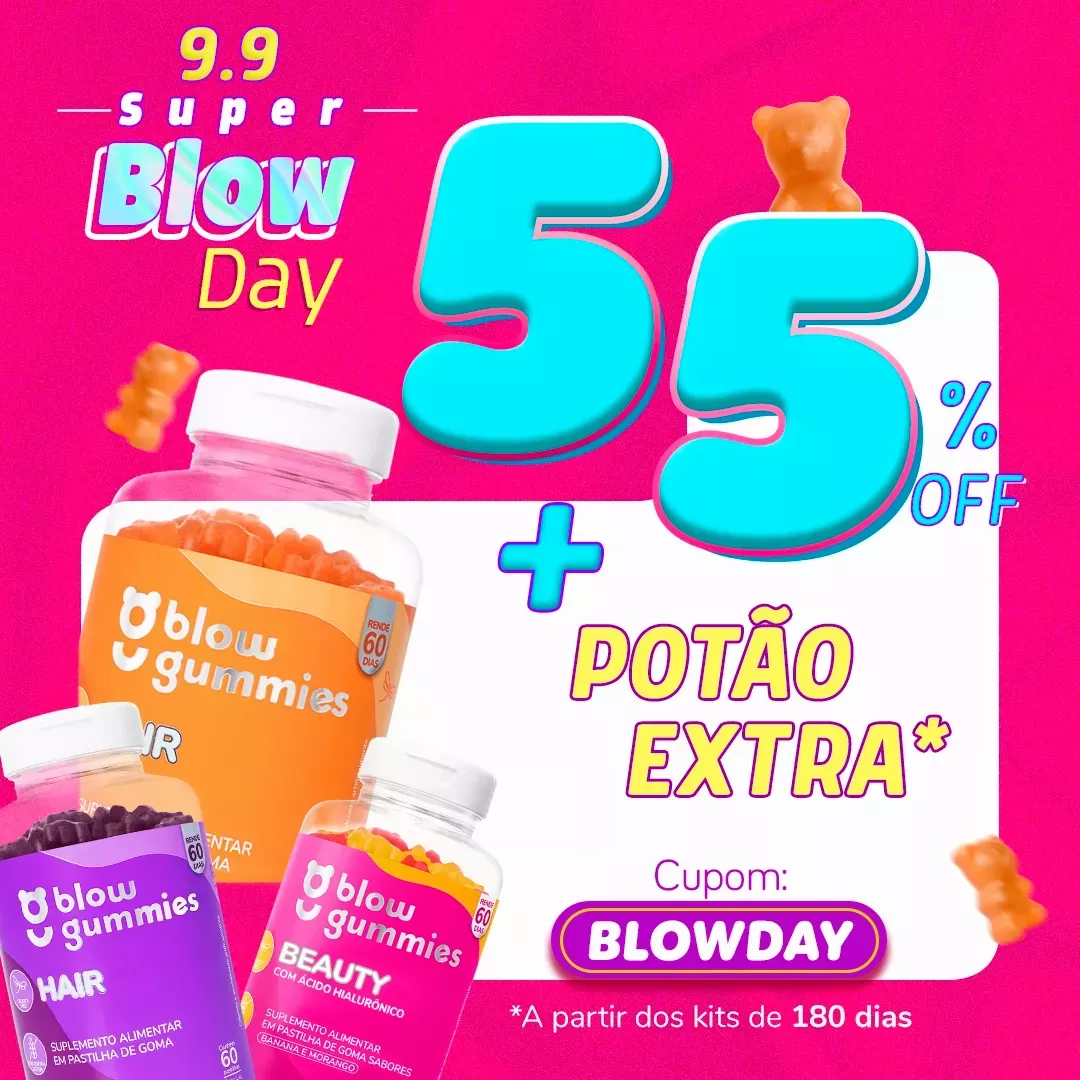 9.9
Super
Blow
Day
55
%
OFF
+
POTÃO
EXTRA*
Cupom:
BLOWDAY
*A partir dos kits de 180 dias
blow
gummies
RENDE
60
DIAS
blow
gummies
HAIR
SUPLEMENTO ALIMENTAR
EM PASTILHA DE GOMA
RENDE
60
DIAS
Contém
60
blow
gummies
BEAUTY
COM ÁCIDO HIALURÔNICO
SUPLEMENTO ALIMENTAR
EM PASTILHA DE GOMA SABORES
BANANA E MORANGO
RENDE
60
DIAS